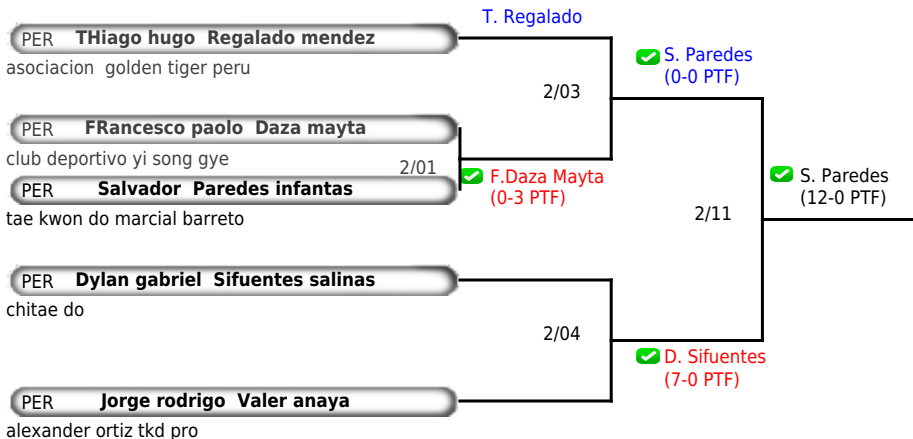 T. Regalado
PER THiago hugo Regalado mendez
asociacion golden tiger peru
S. Paredes
(0-0 PTF)
2/03
PER FRancesco paolo Daza mayta
club deportivo yi song gye
2/01
F.Daza Mayta
(0-3 PTF)
S. Paredes
(12-0 PTF)
PER Salvador Paredes infantas
tae kwon do marcial barreto
2/11
PER Dylan gabriel Sifuentes salinas
chitae do
2/04
D. Sifuentes
(7-0 PTF)
PER Jorge rodrigo Valer anaya
alexander ortiz tkd pro